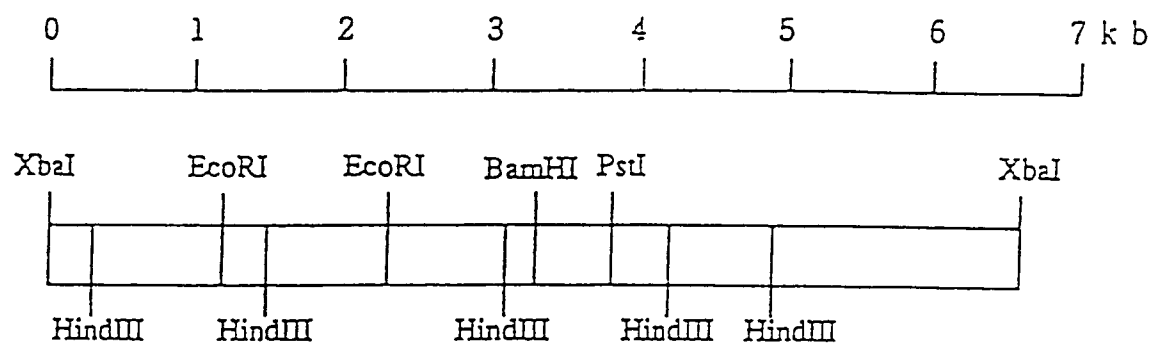 0 1 2 3 4 5 6 7 k b
XbaI EcoRI EcoRI BamHI PstI XbaI
HindIII HindIII HindIII HindIII HindIII